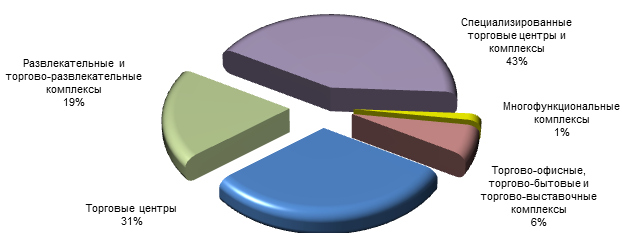 Специализированные
торговые центры и
комплексы
43%
Развлекательные и
торгово-развлекательные
комплексы
19%
Многофункциональные
комплексы
1%
Торгово-офисные,
торгово-бытовые и
торгово-выставочные
комплексы
6%
Торговые центры
31%